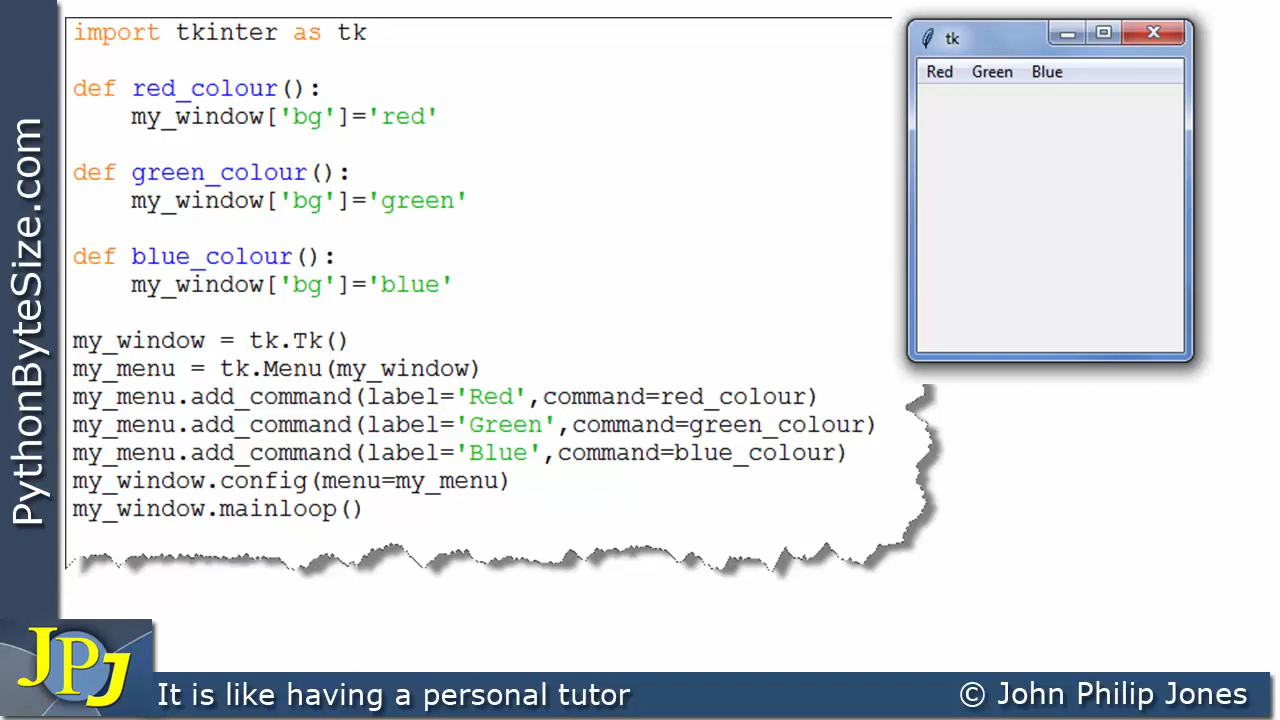 import tkinter as tk
def red_colour():
    my_window['bg']='red'
def green_colour():
    my_window['bg']='green'
def blue_colour():
    my_window['bg']='blue'
my_window = tk.Tk()
my_menu = tk.Menu(my_window)
my_menu.add_command(label='Red',command=red_colour)
my_menu.add_command(label='Green',command=green_colour)
my_menu.add_command(label='Blue',command=blue_colour)
my_window.config(menu=my_menu)
my_window.mainloop()
tk
Red Green Blue
PythonByteSize.com
JPJ
It is like having a personal tutor
© John Philip Jones